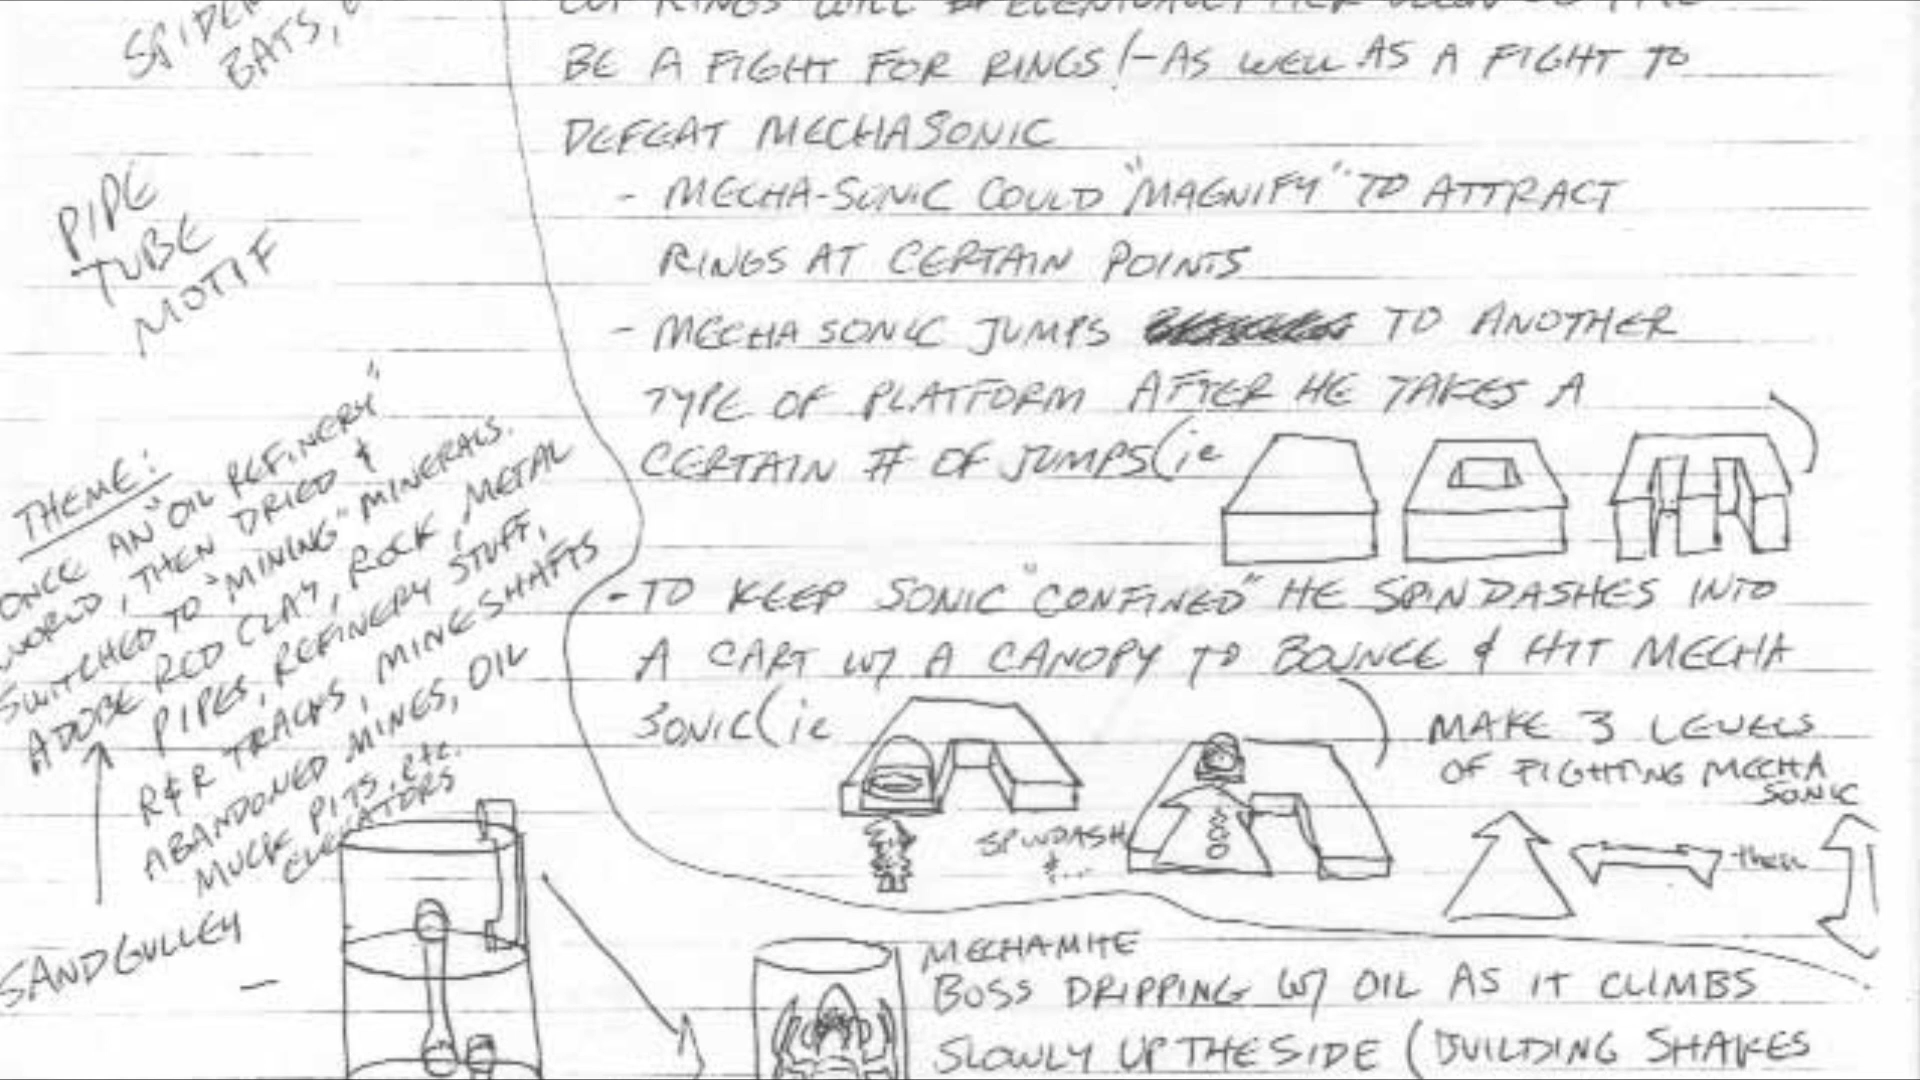 SPIDER
BATS,
RINGS WILL EVENTUALLY
BE A FIGHT FOR RINGS!-AS WELL AS A FIGHT TO
DEFEAT MECHASONIC
- MECHA-SONIC COULD "MAGNIFY" TO ATTRACT
RINGS AT CERTAIN POINTS
- MECHA SONIC JUMPS TO ANOTHER
TYPE OF PLATFORM AFTER HE TAKES A
CERTAIN # OF JUMPS (ie
- TO KEEP SONIC "CONFINED" HE SPINDASHES INTO
A CART W/ A CANOPY TO BOUNCE & HIT MECHA
SONIC (ie
SPINDASH
&...
MAKE 3 LEVELS
OF FIGHTING MECHA
SONIC
then
PIPE
TUBE
MOTIF
THEME:
ONCE AN "OIL REFINERY"
WORLD, THEN DRIED &
SWITCHED TO "MINING" MINERALS.
ADOBE RED CLAY, ROCK, METAL
PIPES, REFINERY STUFF,
R&R TRACKS, MINESHAFTS
ABANDONED MINES, OIL
MUCK PITS, etc.
ELEVATORS
SANDGULLEY
-
MECHAMITE
BOSS DRIPPING W/ OIL AS IT CLIMBS
SLOWLY UP THE SIDE (BUILDING SHAKES